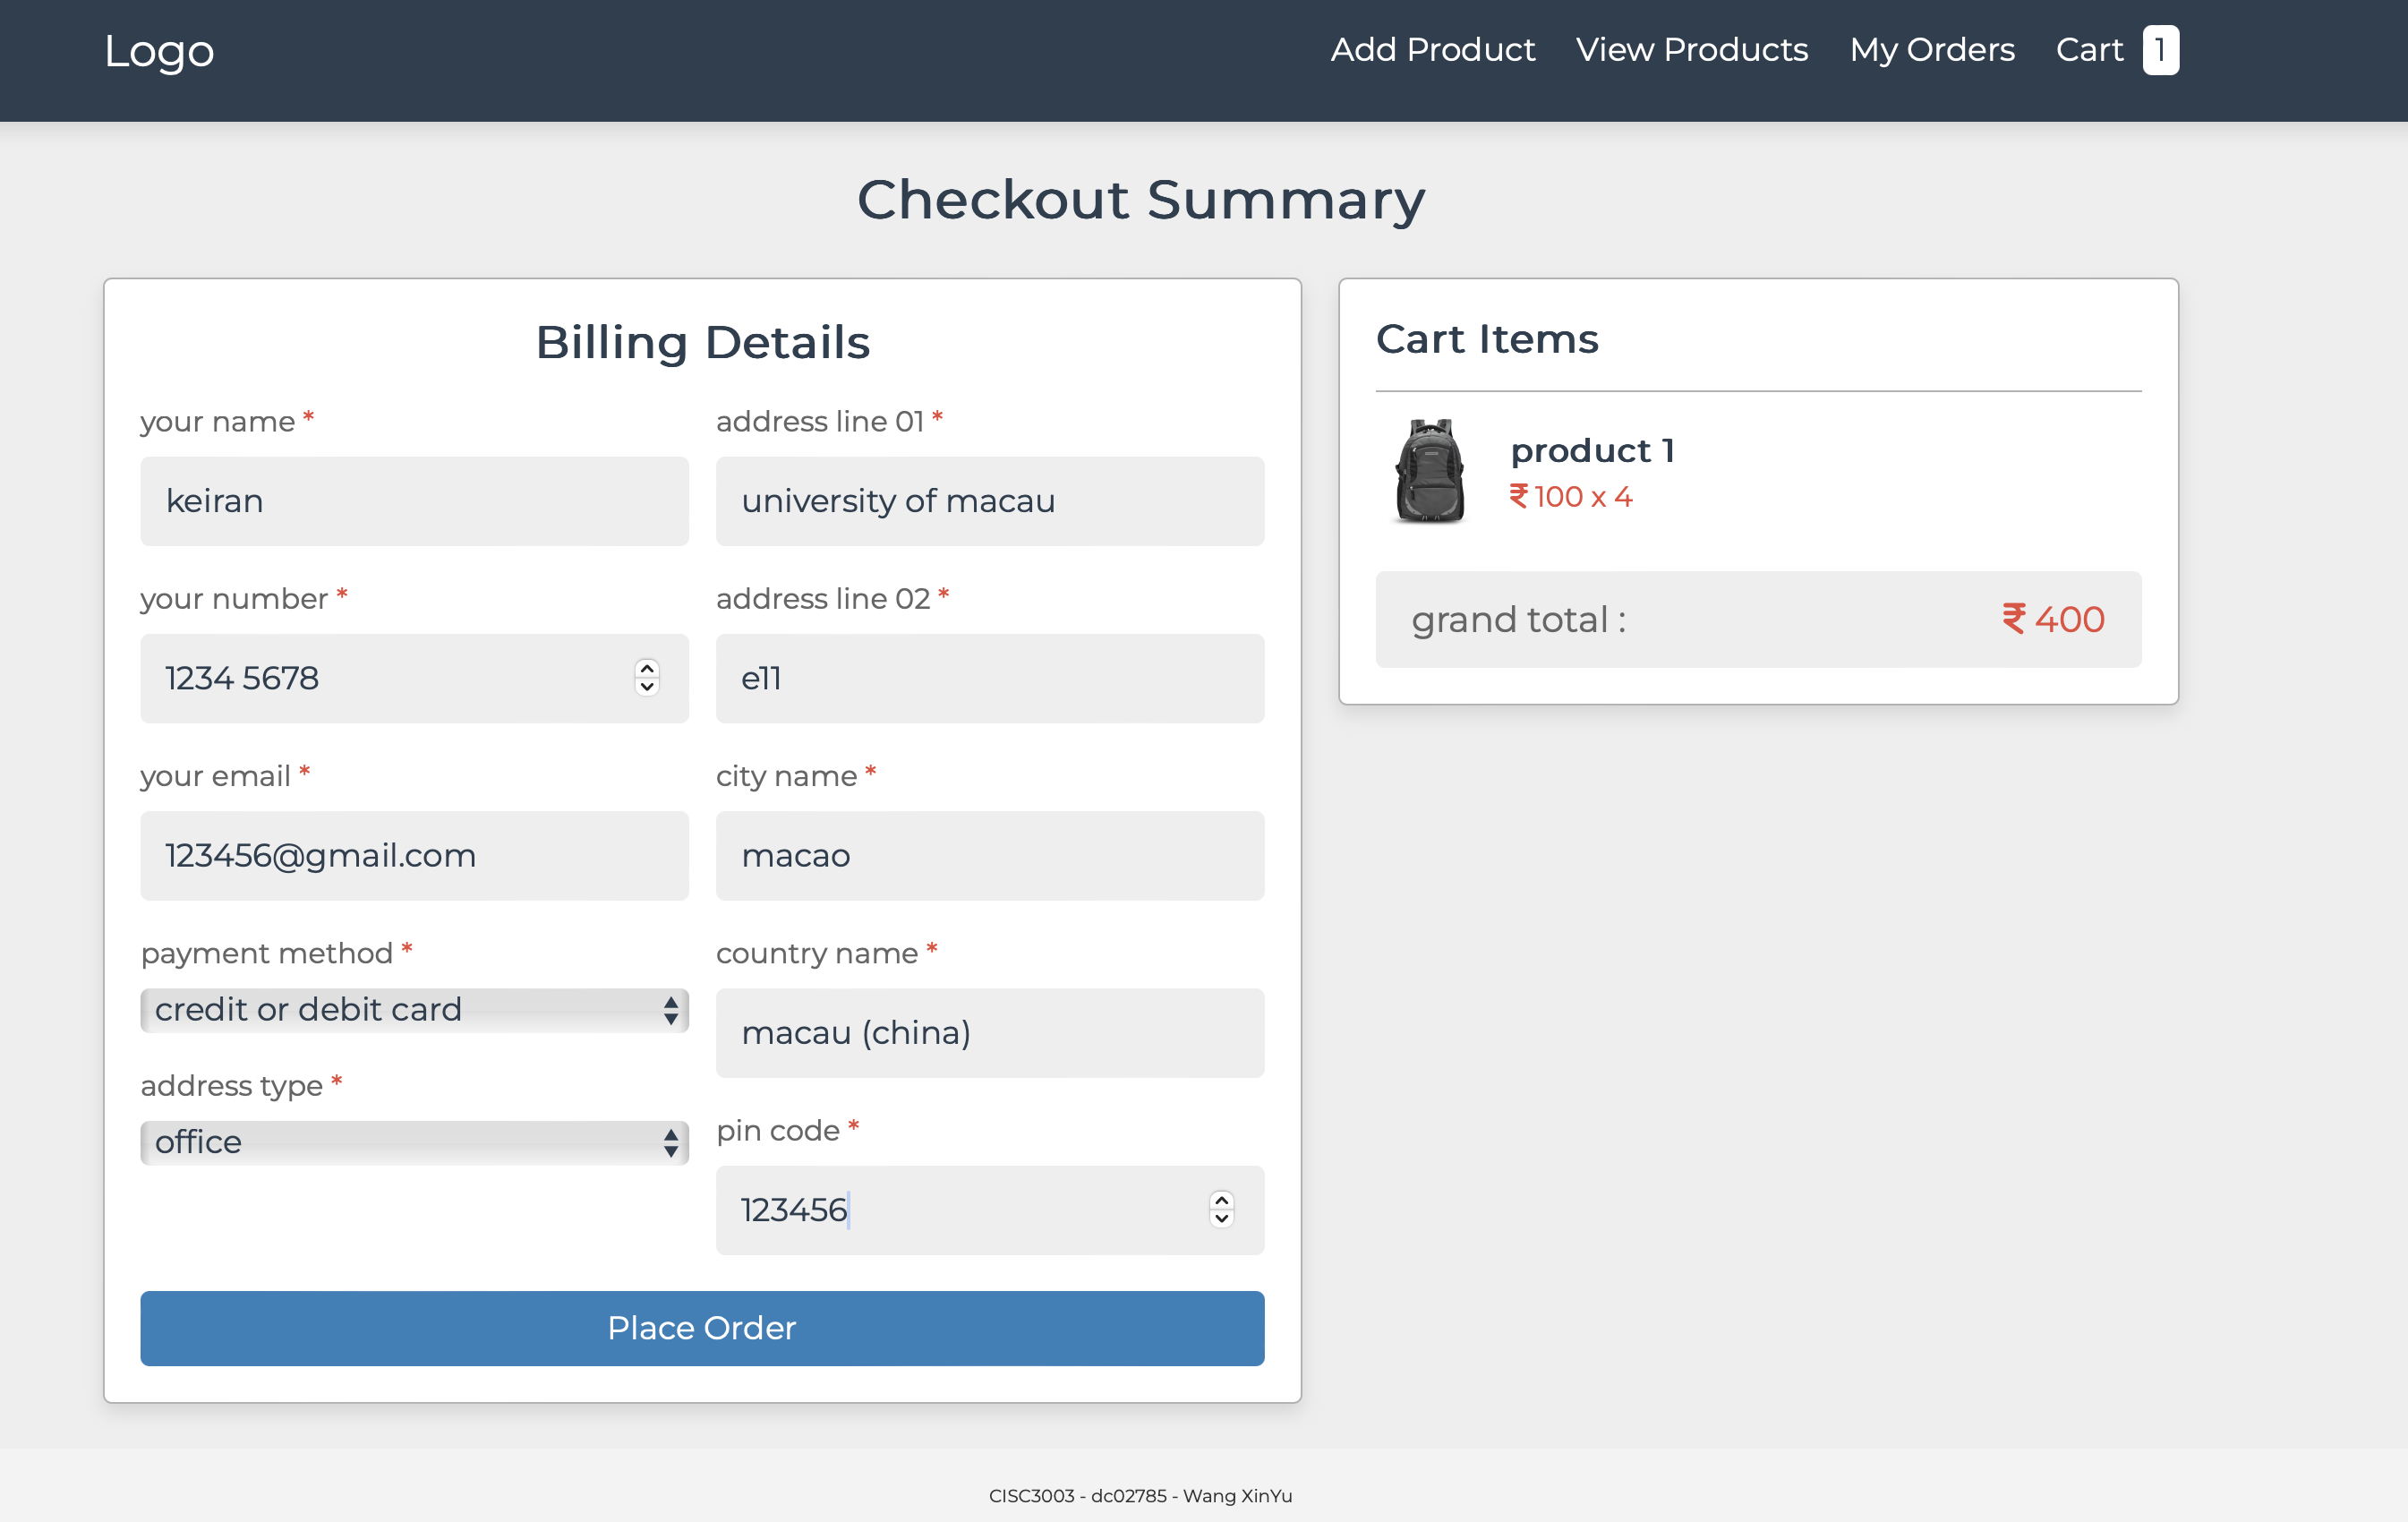 Logo
Add Product
View Products
My Orders
Cart 1
Checkout Summary
Billing Details
your name *
keiran
your number *
1234 5678
your email *
123456@gmail.com
payment method *
credit or debit card
address type *
office
address line 01 *
university of macau
address line 02 *
e11
city name *
macao
country name *
macau (china)
pin code *
123456
Place Order
Cart Items
product 1
₹ 100 x 4
grand total : ₹ 400
CISC3003 - dc02785 - Wang XinYu